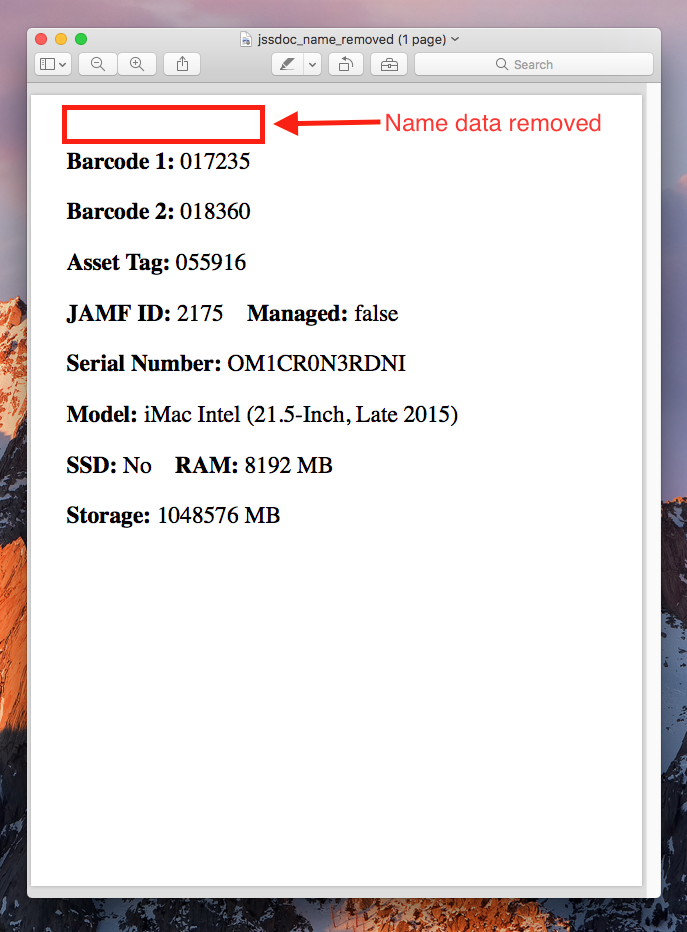 jssdoc_name_removed (1 page)
Search
Name data removed
Barcode 1: 017235
Barcode 2: 018360
Asset Tag: 055916
JAMF ID: 2175 Managed: false
Serial Number: OM1CR0N3RDNI
Model: iMac Intel (21.5-Inch, Late 2015)
SSD: No RAM: 8192 MB
Storage: 1048576 MB